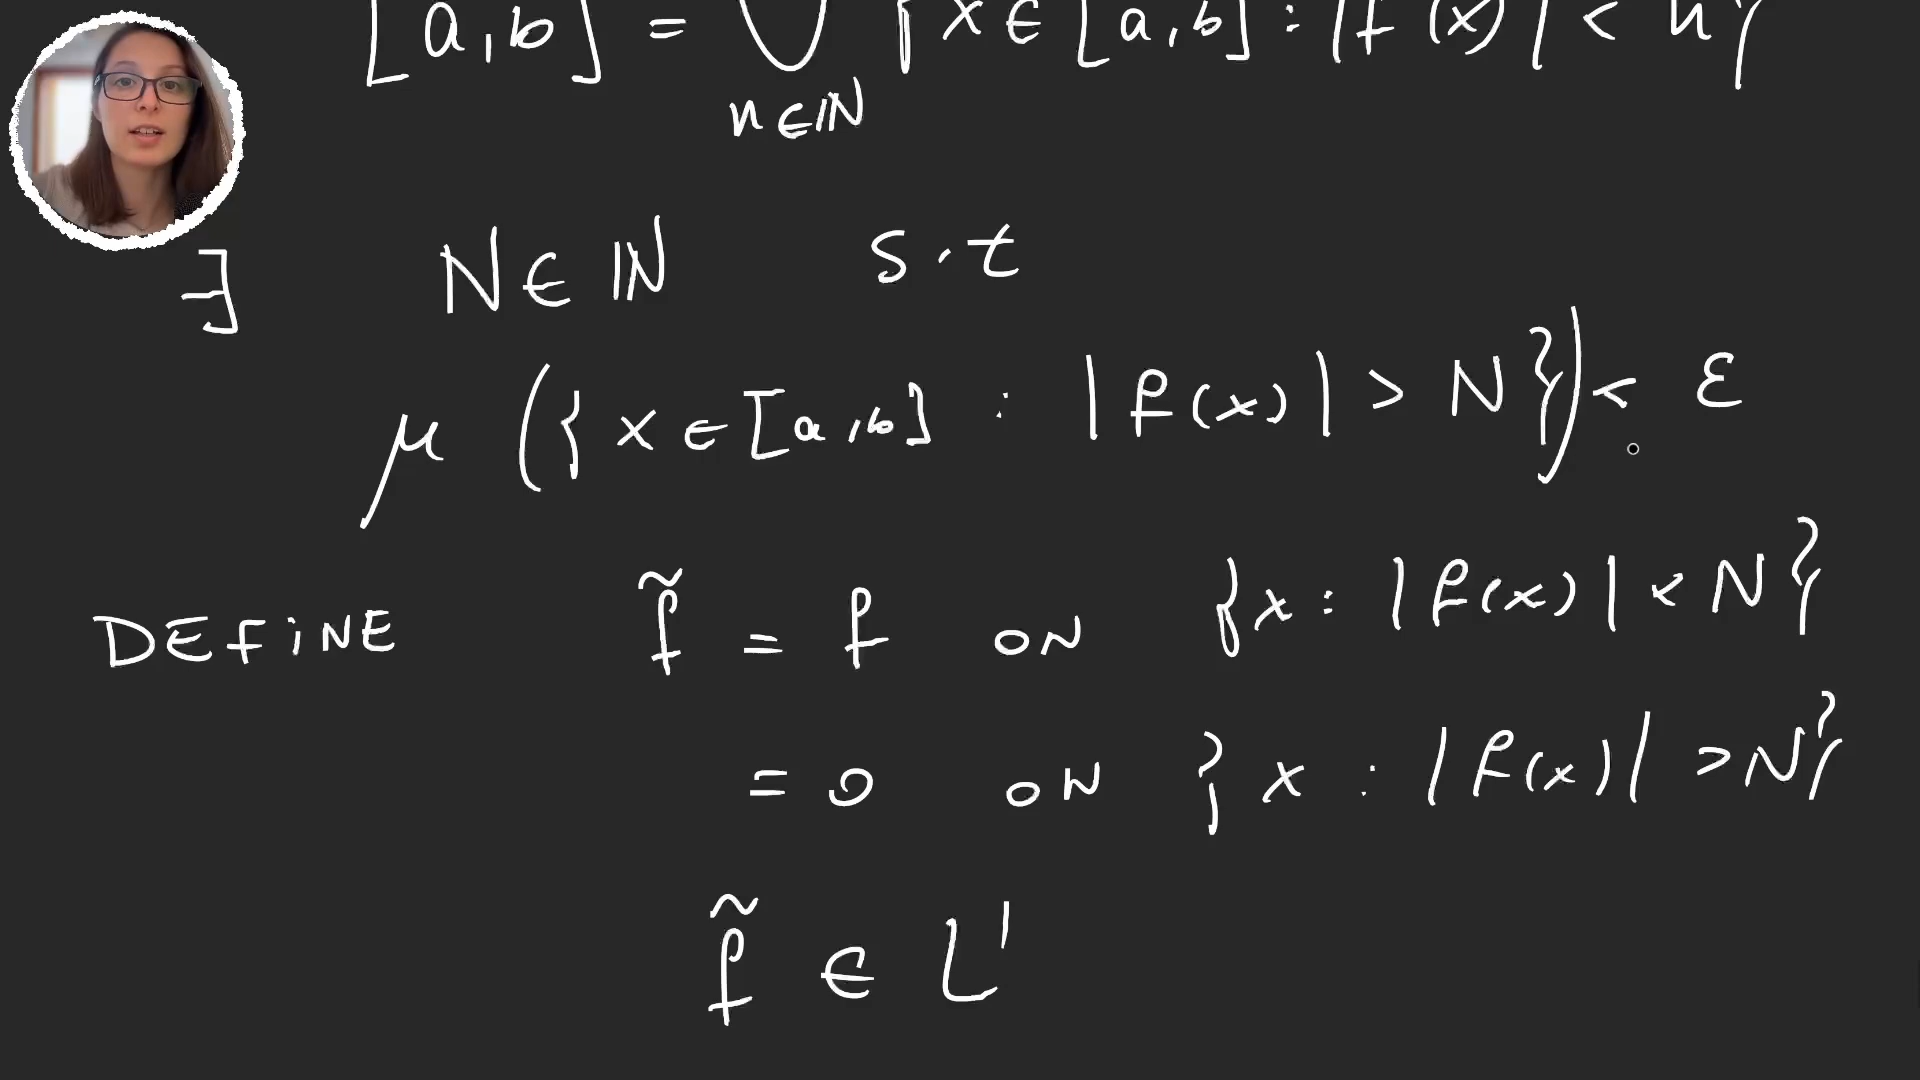 [a,b] = ⋃ {x ∈ [a,b] : |f(x)| < n}
n ∈ ℕ
∃ N ∈ ℕ s.t
μ ({x ∈ [a,b] : |f(x)| > N}) < ε
DEFINE f̃ = f ON {x : |f(x)| < N}
= 0 ON {x : |f(x)| > N}
f̃ ∈ L¹